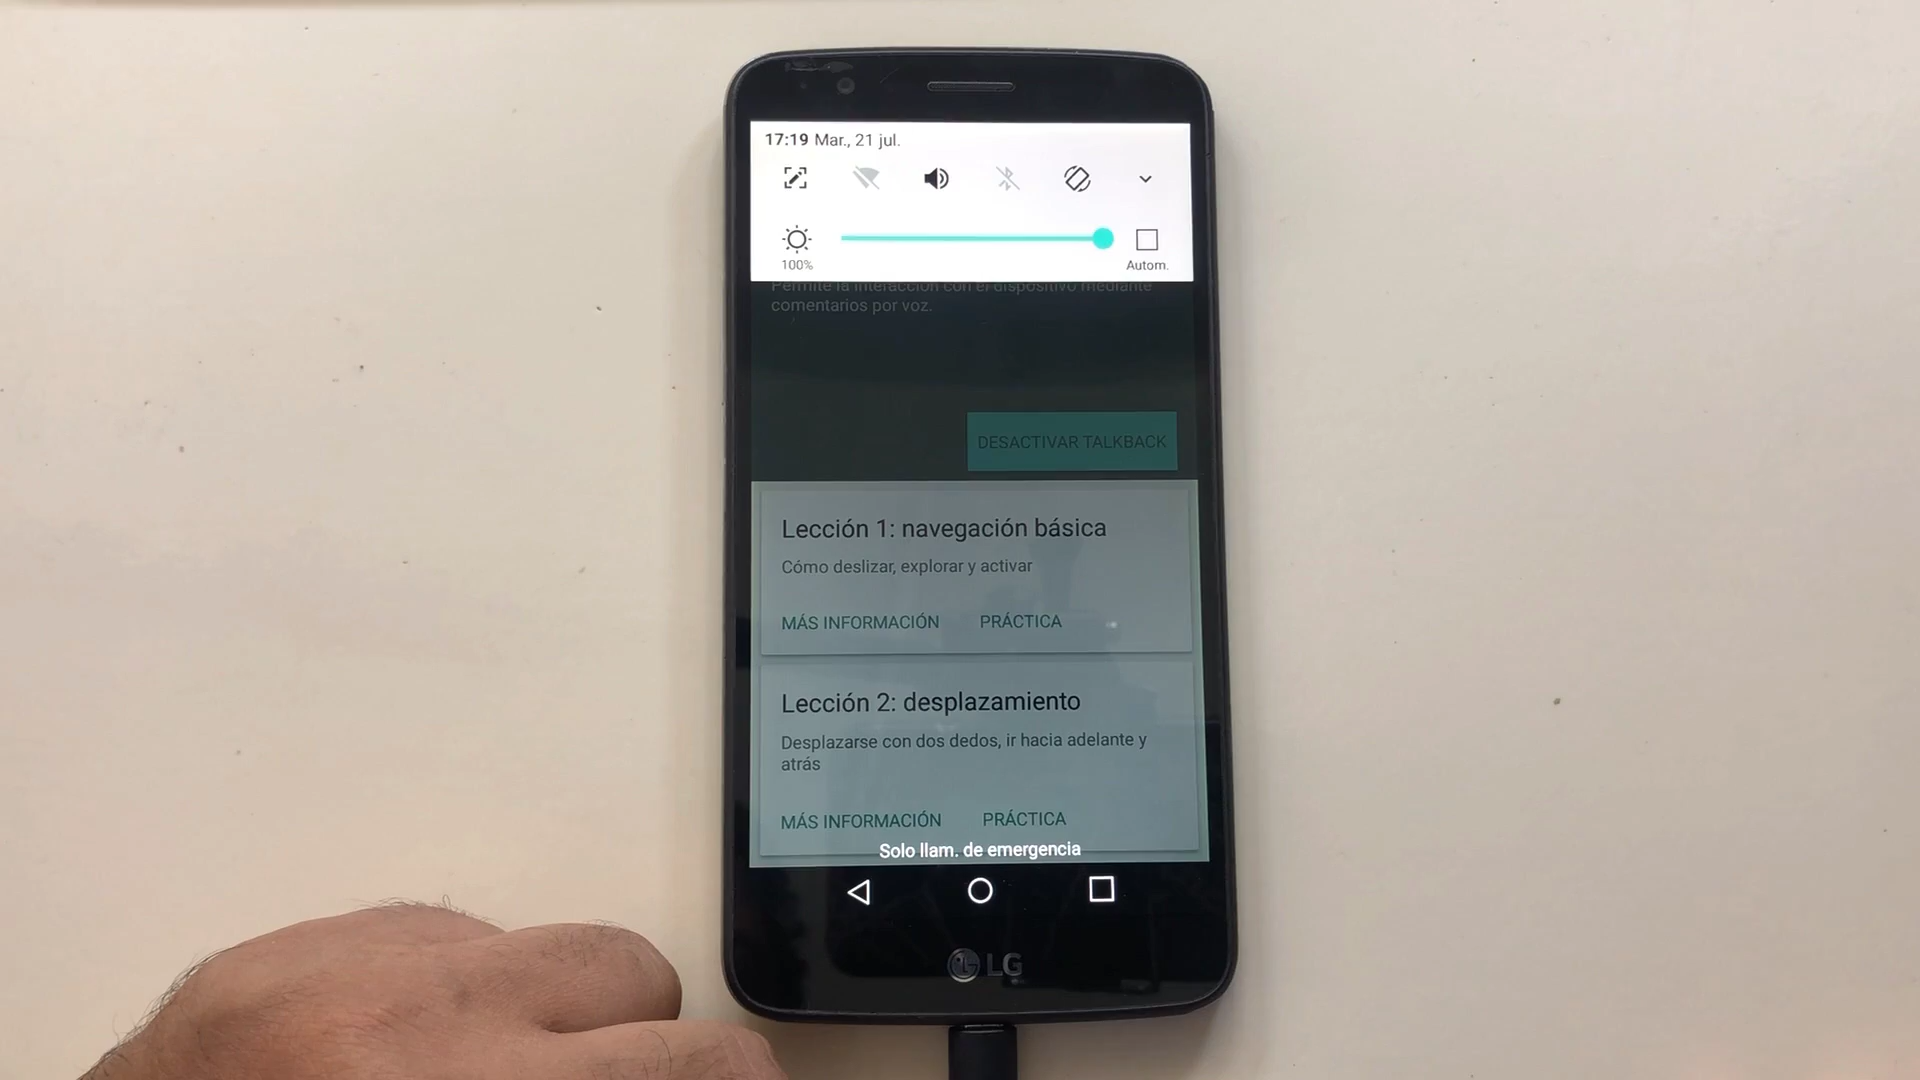 17:19 Mar., 21 jul.
100%
Autom.
Permite la interacción con el dispositivo mediante
comentarios por voz.
DESACTIVAR TALKBACK
Lección 1: navegación básica
Cómo deslizar, explorar y activar
MÁS INFORMACIÓN PRÁCTICA
Lección 2: desplazamiento
Desplazarse con dos dedos, ir hacia adelante y
atrás
MÁS INFORMACIÓN PRÁCTICA
Solo llam. de emergencia
LG